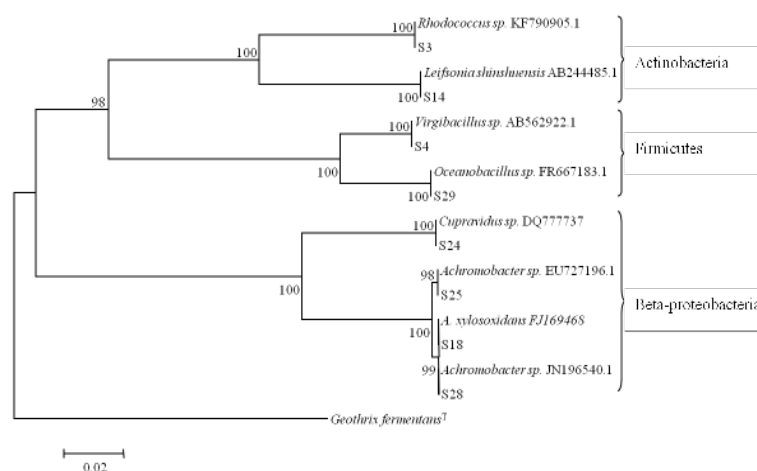 100 Rhodococcus sp. KF790905.1
S3
100
Actinobacteria
Leifsonia shinshuensis AB244485.1
100 S14
98
100 Virgibacillus sp. AB562922.1
S4
Firmicutes
100
Oceanobacillus sp. FR667183.1
100 S29
100 Cupravidus sp. DQ777737
S24
98 Achromobacter sp. EU727196.1
100
S25
Beta-proteobacteria
A. xylosoxidans FJ169468
100
S18
99 Achromobacter sp. JN196540.1
S28
Geothrix fermentansT
0.02